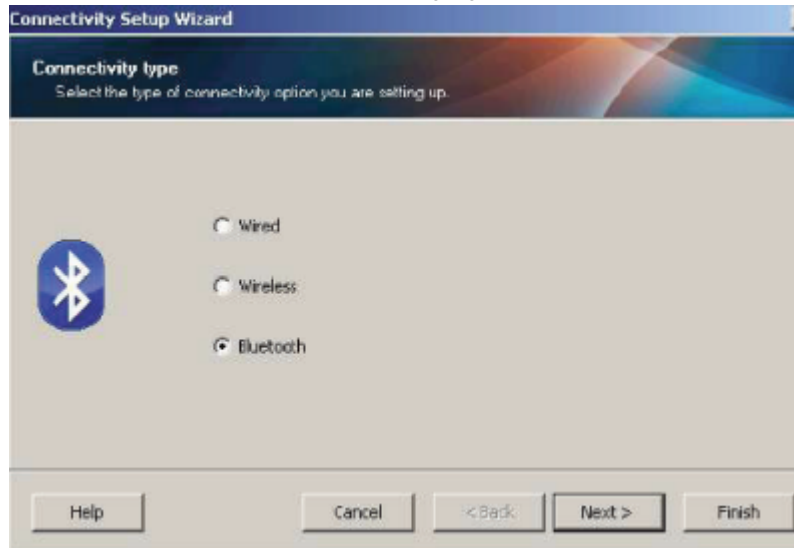 Connectivity Setup Wizard
Connectivity type
Select the type of connectivity option you are setting up.
Wired
Wireless
Bluetooth
Help
Cancel
< Back
Next >
Finish